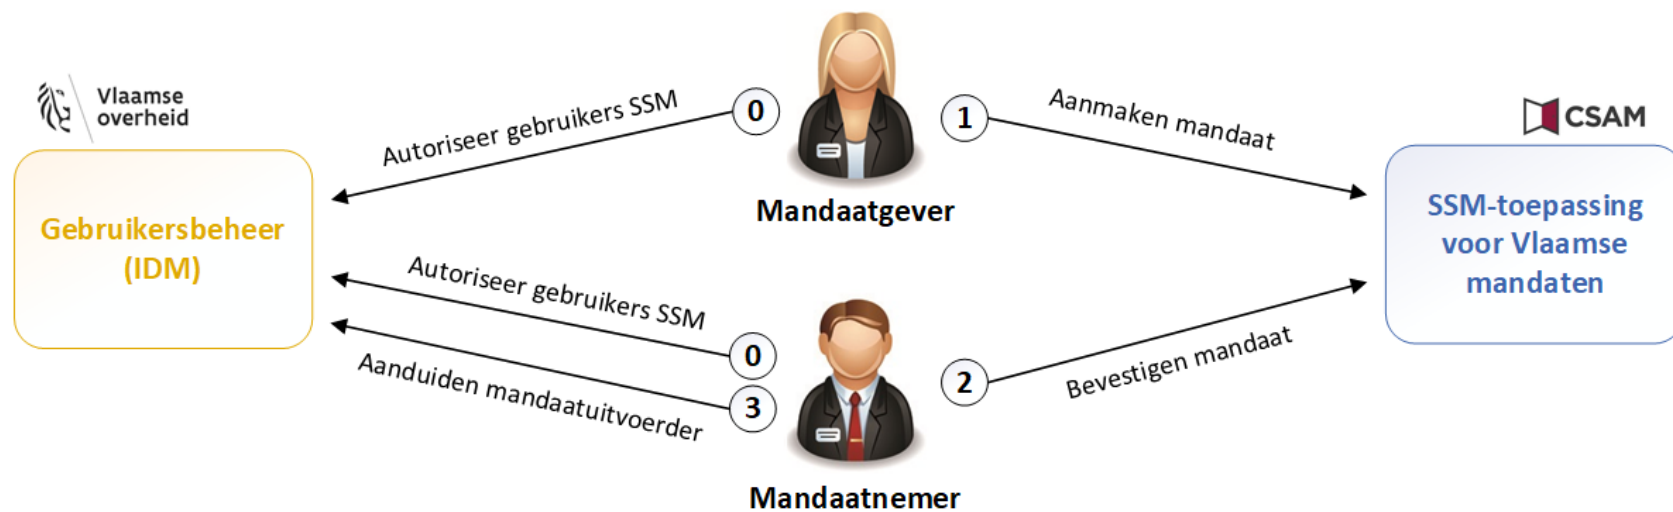 Vlaamse
overheid
Gebruikersbeheer
(IDM)
Autoriseer gebruikers SSM
0
Mandaatgever
1
Aanmaken mandaat
CSAM
SSM-toepassing
voor Vlaamse
mandaten
Autoriseer gebruikers SSM
0
Aanduiden mandaatuitvoerder
3
Mandaatnemer
2
Bevestigen mandaat